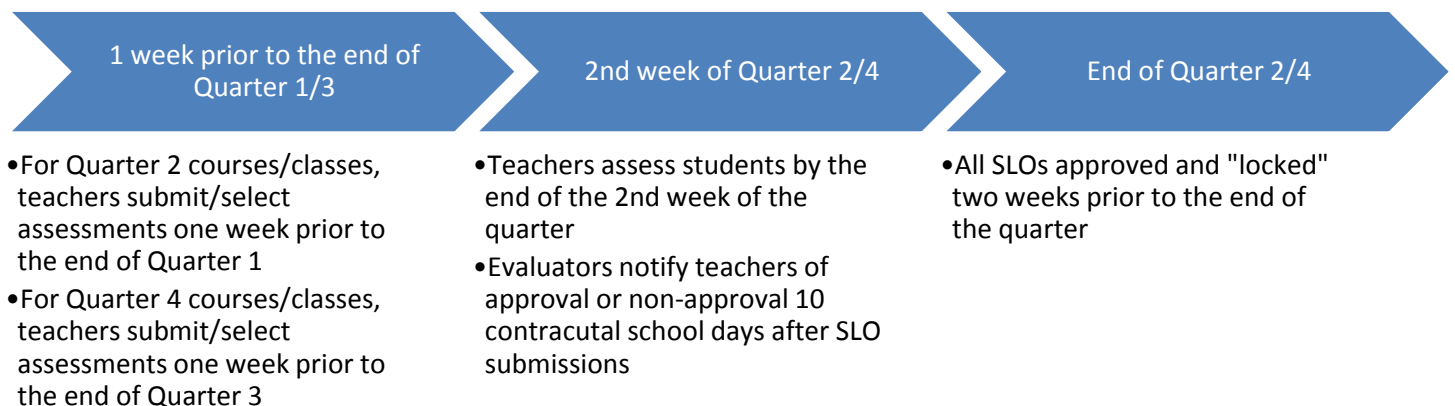 1 week prior to the end of
Quarter 1/3
•For Quarter 2 courses/classes,
teachers submit/select
assessments one week prior to
the end of Quarter 1
•For Quarter 4 courses/classes,
teachers submit/select
assessments one week prior to
the end of Quarter 3
2nd week of Quarter 2/4
•Teachers assess students by the
end of the 2nd week of the
quarter
•Evaluators notify teachers of
approval or non-approval 10
contracutal school days after SLO
submissions
End of Quarter 2/4
•All SLOs approved and "locked"
two weeks prior to the end of
the quarter